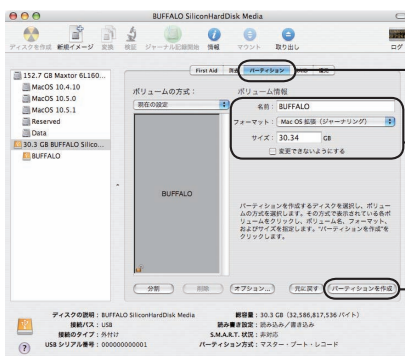 BUFFALO SiliconHardDisk Media
ディスクを作成 新規イメージ 変換 検証 ジャーナル記録開始 情報 マウント 取り出し ログ
152.7 GB Maxtor 6L160...
MacOS 10.4.10
MacOS 10.5.0
MacOS 10.5.1
Reserved
Data
30.3 GB BUFFALO Silico...
BUFFALO
First Aid 消去 パーティション RAID 復元
ボリュームの方式：
現在の設定
BUFFALO
ボリューム情報
名前： BUFFALO
フォーマット： Mac OS 拡張（ジャーナリング）
サイズ： 30.34 GB
変更できないようにする
パーティションを作成するディスクを選択し、ボリュー
ムの方式を選択します。その方式で表示されている各ボ
リュームをクリックし、ボリューム名、フォーマット、
およびサイズを指定します。"パーティションを作成"を
クリックします。
分割 削除 オプション... 元に戻す パーティションを作成
ディスクの説明：BUFFALO SiliconHardDisk Media
接続バス：USB
接続のタイプ：外付け
USB シリアル番号：000000000001
総容量：30.3 GB（32,586,817,536 バイト）
読み書き設定：読み込み／書き込み
S.M.A.R.T. 状況：非対応
パーティション方式：マスター・ブート・レコード
?